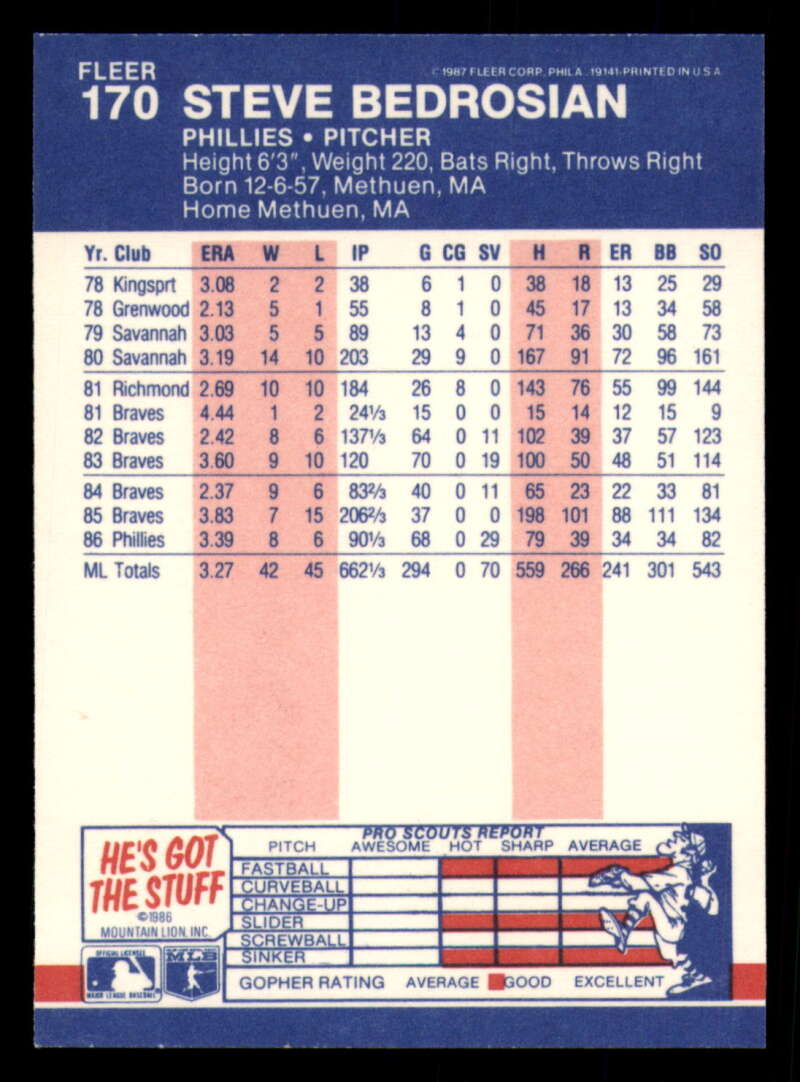 FLEER
© 1987 FLEER CORP. PHILA. 19141-PRINTED IN U.S.A.
170 STEVE BEDROSIAN
PHILLIES • PITCHER
Height 6'3", Weight 220, Bats Right, Throws Right
Born 12-6-57, Methuen, MA
Home Methuen, MA
Yr. Club ERA W L IP G CG SV H R ER BB SO
78 Kingsprt 3.08 2 2 38 6 1 0 38 18 13 25 29
78 Grenwood 2.13 5 1 55 8 1 0 45 17 13 34 58
79 Savannah 3.03 5 5 89 13 4 0 71 36 30 58 73
80 Savannah 3.19 14 10 203 29 9 0 167 91 72 96 161
81 Richmond 2.69 10 10 184 26 8 0 143 76 55 99 144
81 Braves 4.44 1 2 24⅓ 15 0 0 15 14 12 15 9
82 Braves 2.42 8 6 137⅓ 64 0 11 102 39 37 57 123
83 Braves 3.60 9 10 120 70 0 19 100 50 48 51 114
84 Braves 2.37 9 6 83⅔ 40 0 11 65 23 22 33 81
85 Braves 3.83 7 15 206⅔ 37 0 0 198 101 88 111 134
86 Phillies 3.39 8 6 90⅓ 68 0 29 79 39 34 34 82
ML Totals 3.27 42 45 662⅓ 294 0 70 559 266 241 301 543
HE'S GOT
THE STUFF
©1986
MOUNTAIN LION, INC.
OFFICIAL LICENSEE
MAJOR LEAGUE BASEBALL
MLB
PRO SCOUTS REPORT
PITCH AWESOME HOT SHARP AVERAGE
FASTBALL
CURVEBALL
CHANGE-UP
SLIDER
SCREWBALL
SINKER
GOPHER RATING AVERAGE GOOD EXCELLENT